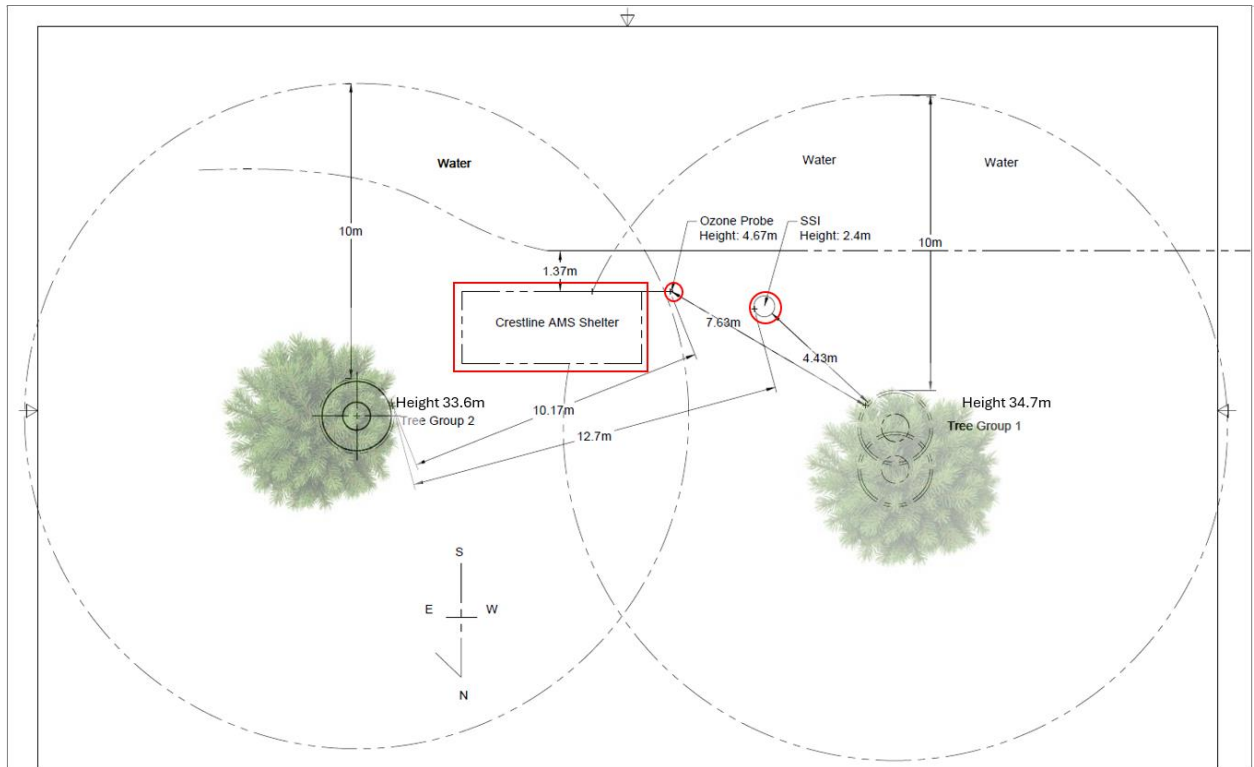 Water
Water
Water
Ozone Probe
Height: 4.67m
SSI
Height: 2.4m
10m
10m
1.37m
Crestline AMS Shelter
7.63m
4.43m
10.17m
12.7m
Height 33.6m
Tree Group 2
Height 34.7m
Tree Group 1
S
E
W
N